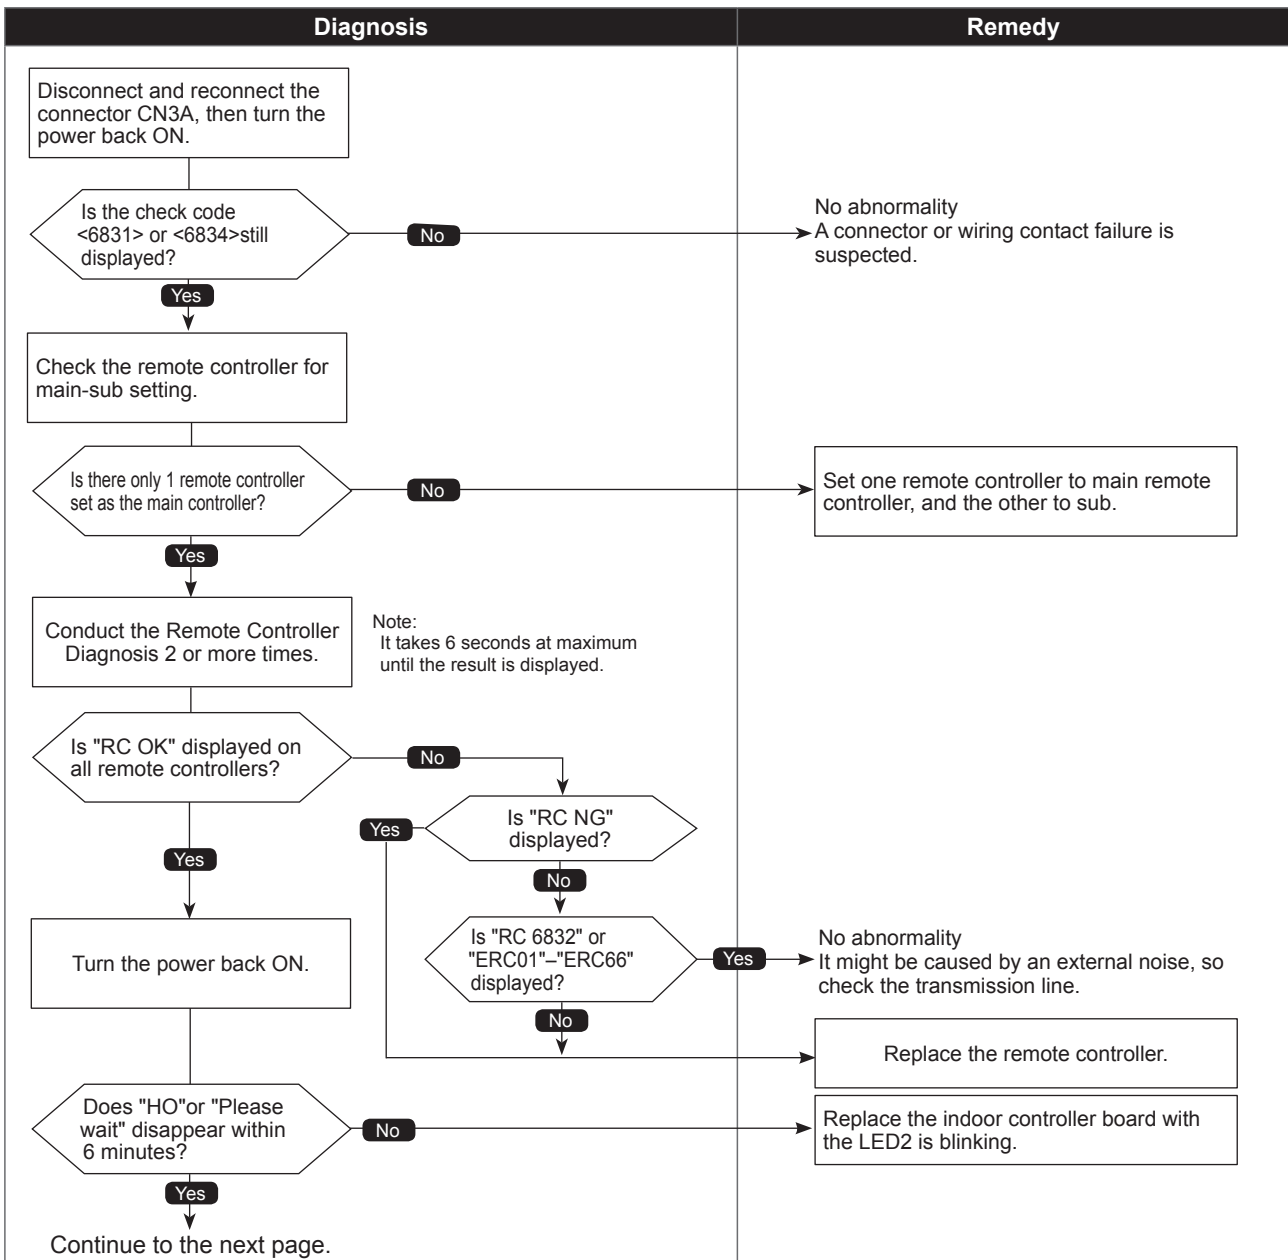 Diagnosis
Remedy
Disconnect and reconnect the
connector CN3A, then turn the
power back ON.
Is the check code
<6831> or <6834>still
displayed?
No
No abnormality
A connector or wiring contact failure is
suspected.
Yes
Check the remote controller for
main-sub setting.
Is there only 1 remote controller
set as the main controller?
No
Set one remote controller to main remote
controller, and the other to sub.
Yes
Conduct the Remote Controller
Diagnosis 2 or more times.
Note:
It takes 6 seconds at maximum
until the result is displayed.
Is "RC OK" displayed on
all remote controllers?
No
Is "RC NG"
displayed?
Yes
Yes
No
Turn the power back ON.
Is "RC 6832" or
"ERC01"–"ERC66"
displayed?
Yes
No abnormality
It might be caused by an external noise, so
check the transmission line.
No
Replace the remote controller.
Does "HO"or "Please
wait" disappear within
6 minutes?
No
Replace the indoor controller board with
the LED2 is blinking.
Yes
Continue to the next page.